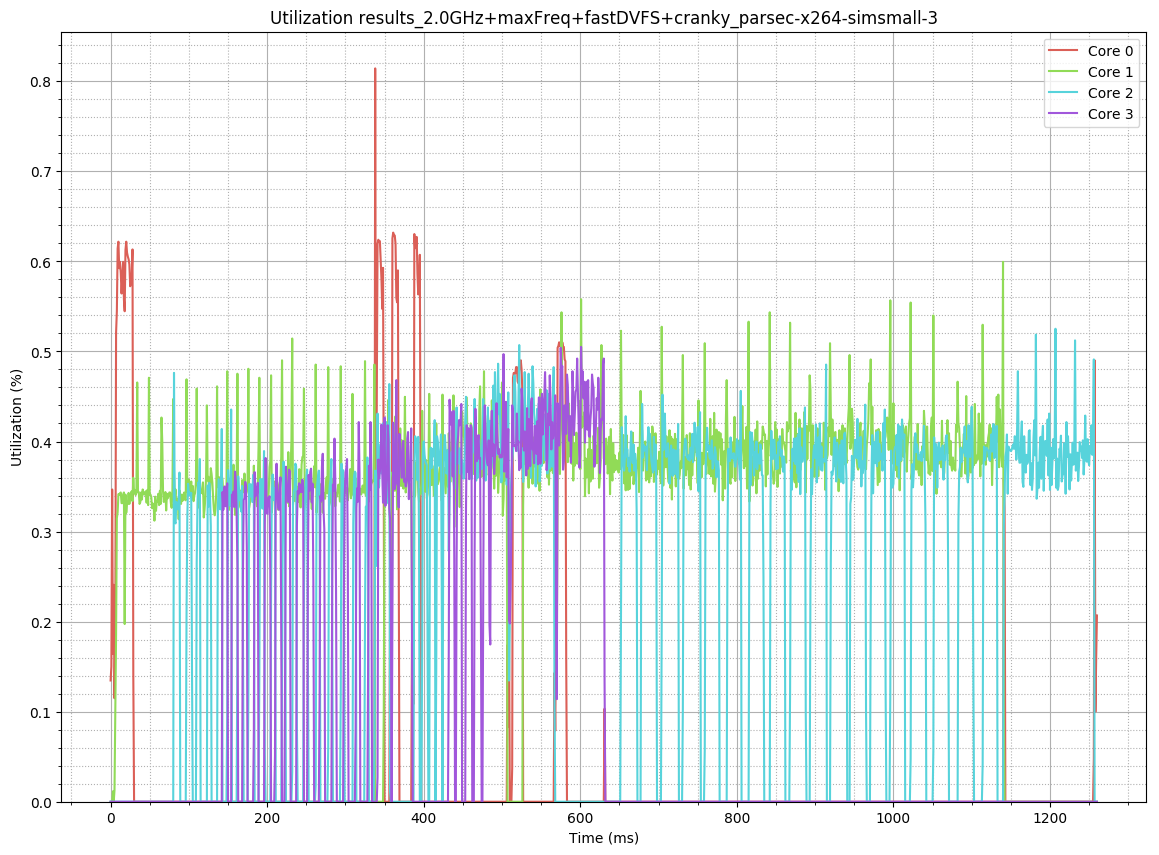 Utilization results_2.0GHz+maxFreq+fastDVFS+cranky_parsec-x264-simsmall-3
Core 0
Core 1
Core 2
Core 3
Utilization (%)
0.8
0.7
0.6
0.5
0.4
0.3
0.2
0.1
0.0
0 200 400 600 800 1000 1200
Time (ms)